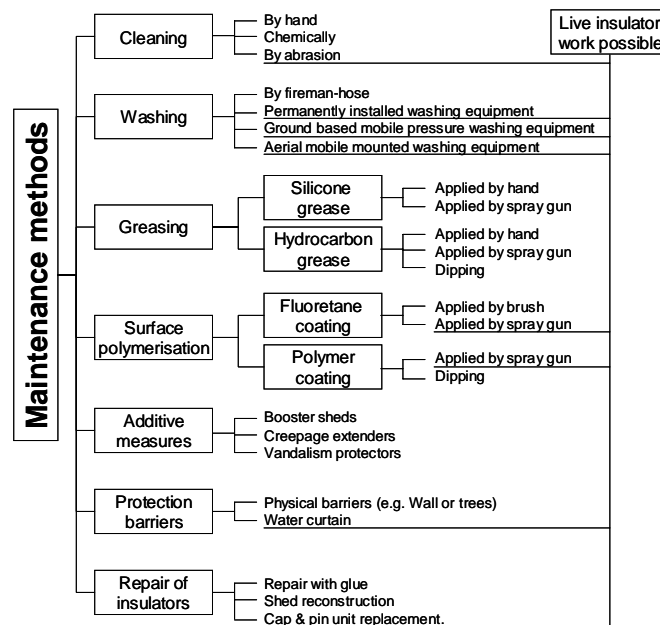 Maintenance methods
Cleaning
By hand
Chemically
By abrasion
Live insulator
work possible
Washing
By fireman-hose
Permanently installed washing equipment
Ground based mobile pressure washing equipment
Aerial mobile mounted washing equipment
Greasing
Silicone
grease
Applied by hand
Applied by spray gun
Hydrocarbon
grease
Applied by hand
Applied by spray gun
Dipping
Surface
polymerisation
Fluoretane
coating
Applied by brush
Applied by spray gun
Polymer
coating
Applied by spray gun
Dipping
Additive
measures
Booster sheds
Creepage extenders
Vandalism protectors
Protection
barriers
Physical barriers (e.g. Wall or trees)
Water curtain
Repair of
insulators
Repair with glue
Shed reconstruction
Cap & pin unit replacement.